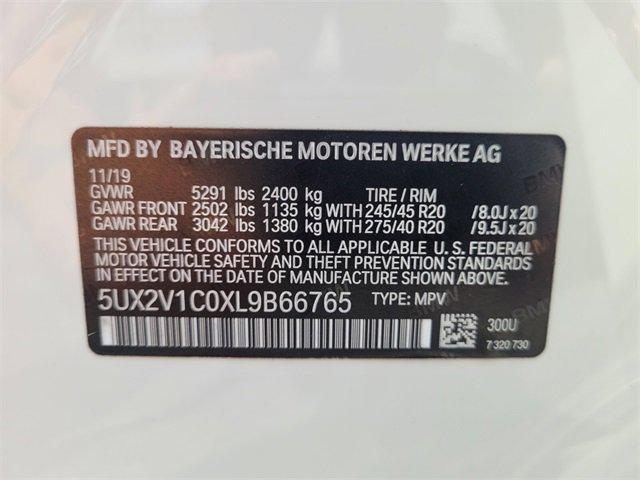 MFD BY BAYERISCHE MOTOREN WERKE AG
11/19
GVWR 5291 lbs 2400 kg TIRE / RIM
GAWR FRONT 2502 lbs 1135 kg WITH 245/45 R20 /8.0J x 20
GAWR REAR 3042 lbs 1380 kg WITH 275/40 R20 /9.5J x 20
THIS VEHICLE CONFORMS TO ALL APPLICABLE U. S. FEDERAL
MOTOR VEHICLE SAFETY AND THEFT PREVENTION STANDARDS
IN EFFECT ON THE DATE OF MANUFACTURE SHOWN ABOVE.
5UX2V1C0XL9B66765 TYPE: MPV
300U
7 320 730